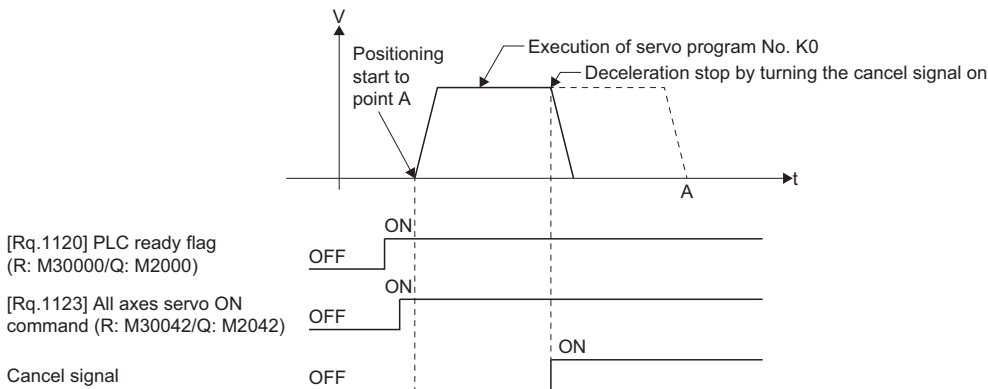 V
Positioning
start to
point A
Execution of servo program No. K0
Deceleration stop by turning the cancel signal on
t
A
[Rq.1120] PLC ready flag
(R: M30000/Q: M2000)
OFF
ON
[Rq.1123] All axes servo ON
command (R: M30042/Q: M2042)
OFF
ON
Cancel signal
OFF
ON